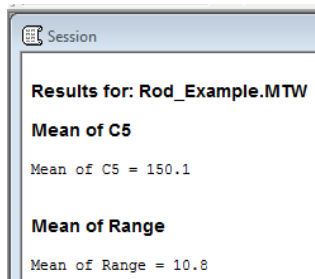 Session
Results for: Rod_Example.MTW
Mean of C5
Mean of C5 = 150.1
Mean of Range
Mean of Range = 10.8